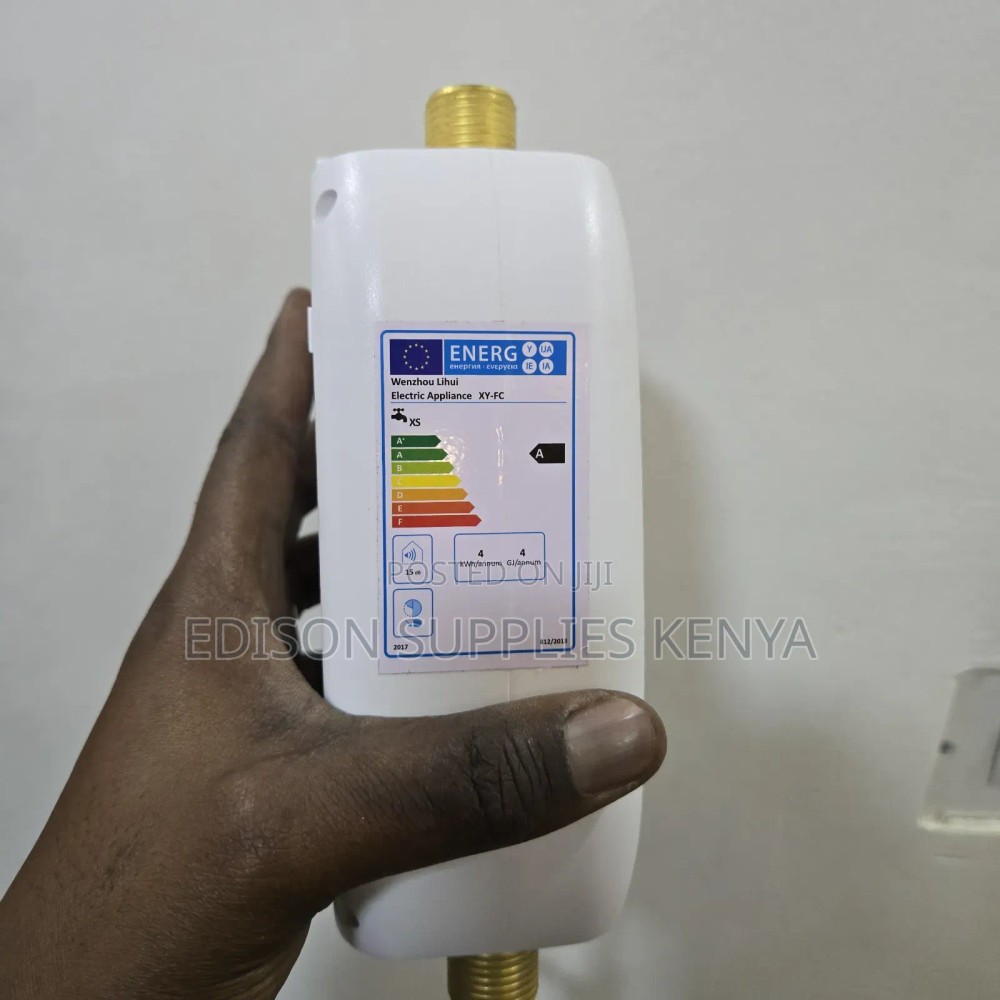 ENERG Y UA
енергия · ενεργεια IE IA
Wenzhou Lihui
Electric Appliance XY-FC
XS
A+
A A
B
C
D
E
F
4 4
kWh/annum GJ/annum
15 dB
POSTED ON JIJI
EDISON SUPPLIES KENYA
2017 812/2013